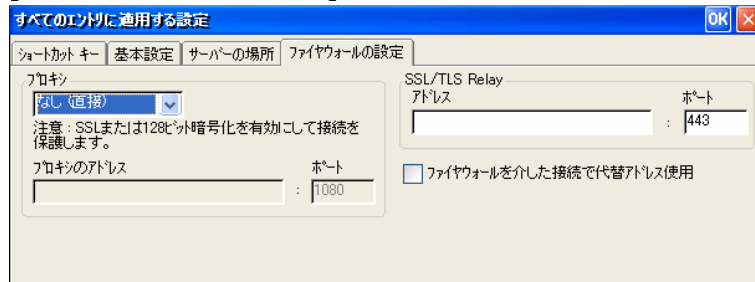 すべてのエントリに適用する設定
OK
ショートカット キー
基本設定
サーバーの場所
ファイヤウォールの設定
プロキシ
なし (直接)
注意 : SSLまたは128ビット暗号化を有効にして接続を
保護します。
プロキシのアドレス
ポート
:
1080
SSL/TLS Relay
アドレス
ポート
:
443
ファイヤウォールを介した接続で代替アドレス使用